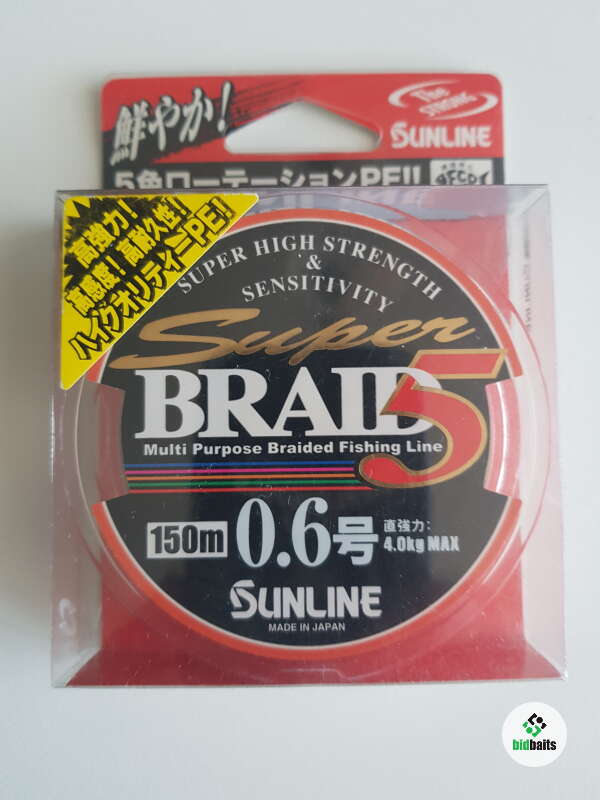 鮮やか!
The
STRONG
SUNLINE
5色ローテーションPE!!
高強力!
高感度!高耐久性!
ハイクオリティーPE!
SUPER HIGH STRENGTH
&
SENSITIVITY
Super
BRAID 5
Multi Purpose Braided Fishing Line
150m 0.6号 直強力:
4.0kg MAX
SUNLINE
MADE IN JAPAN
bidbaits